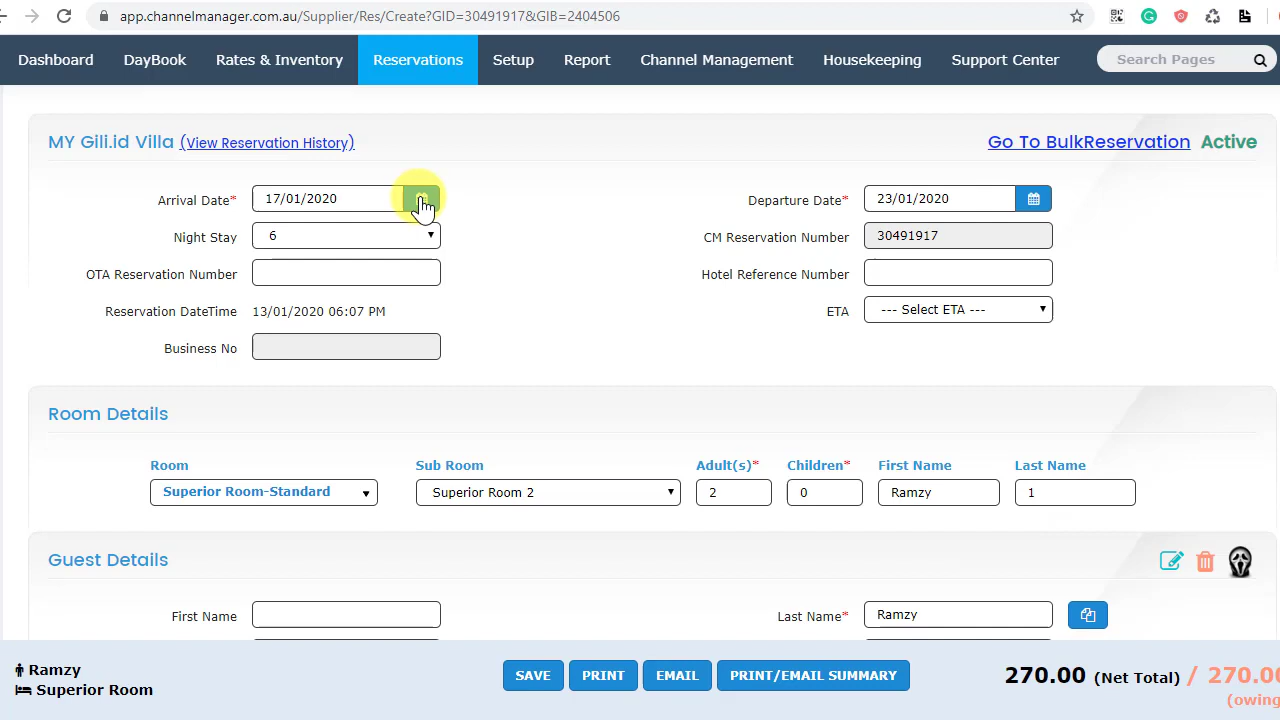 app.channelmanager.com.au/Supplier/Res/Create?GID=30491917&GIB=2404506
Dashboard DayBook Rates & Inventory Reservations Setup Report Channel Management Housekeeping Support Center Search Pages
MY Gili.id Villa (View Reservation History) Go To BulkReservation Active
Arrival Date* 17/01/2020 Departure Date* 23/01/2020
Night Stay 6 CM Reservation Number 30491917
OTA Reservation Number Hotel Reference Number
Reservation DateTime 13/01/2020 06:07 PM ETA --- Select ETA ---
Business No
Room Details
Room Sub Room Adult(s)* Children* First Name Last Name
Superior Room-Standard Superior Room 2 2 0 Ramzy 1
Guest Details
First Name Last Name* Ramzy
Ramzy
Superior Room
SAVE PRINT EMAIL PRINT/EMAIL SUMMARY
270.00 (Net Total) / 270.00
(owing